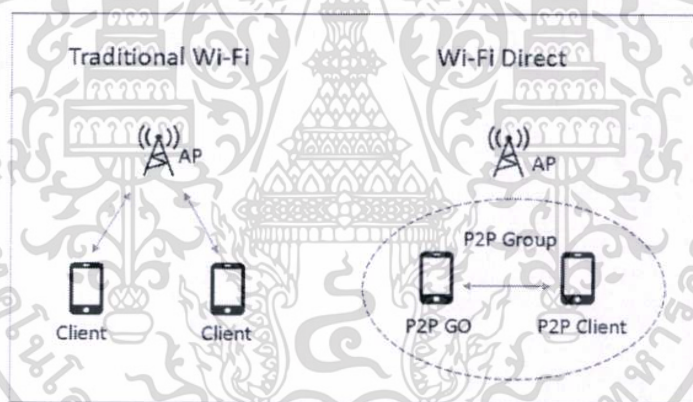 Traditional Wi-Fi
Wi-Fi Direct
AP
AP
P2P Group
Client
Client
P2P GO
P2P Client